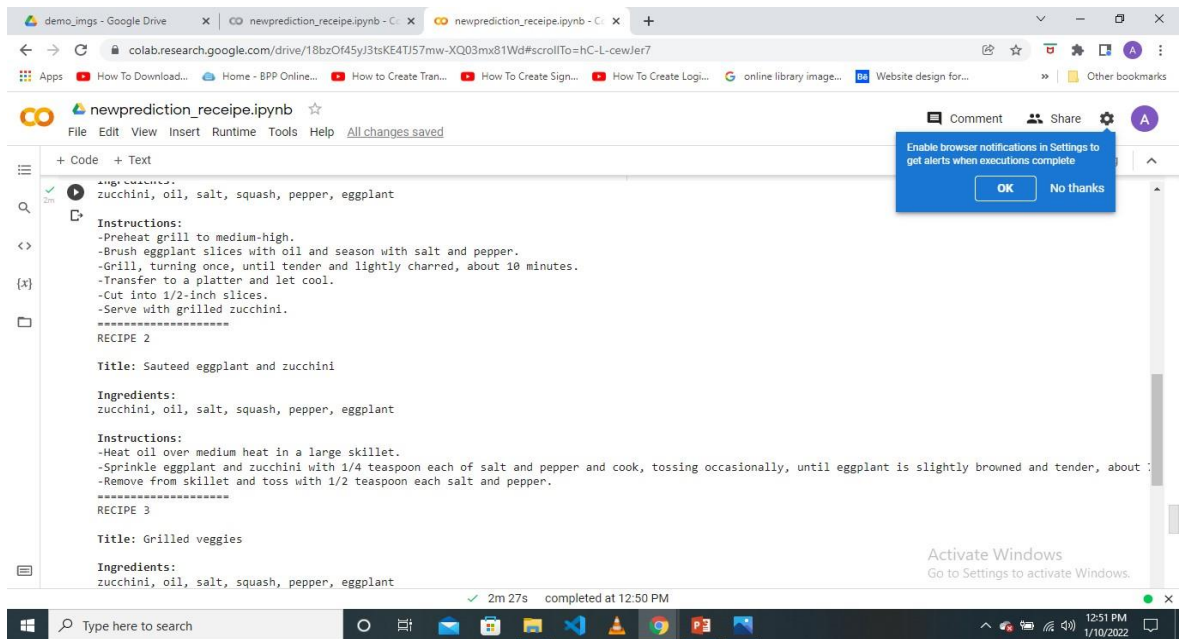 demo_imgs - Google Drive
newprediction_receipe.ipynb - C
newprediction_receipe.ipynb - C
colab.research.google.com/drive/18bzOf45yJ3tsKE4TJ57mw-XQ03mx81Wd#scrollTo=hC-L-cewJer7
Apps How To Download... Home - BPP Online... How to Create Tran... How To Create Sign... How To Create Logi... online library image... Website design for... » Other bookmarks
newprediction_receipe.ipynb
Comment Share A
File Edit View Insert Runtime Tools Help All changes saved
Enable browser notifications in Settings to
get alerts when executions complete
OK No thanks
+ Code + Text
2m
Ingredients:
zucchini, oil, salt, squash, pepper, eggplant
Instructions:
-Preheat grill to medium-high.
-Brush eggplant slices with oil and season with salt and pepper.
-Grill, turning once, until tender and lightly charred, about 10 minutes.
-Transfer to a platter and let cool.
-Cut into 1/2-inch slices.
-Serve with grilled zucchini.
====================
RECIPE 2
Title: Sauteed eggplant and zucchini
Ingredients:
zucchini, oil, salt, squash, pepper, eggplant
Instructions:
-Heat oil over medium heat in a large skillet.
-Sprinkle eggplant and zucchini with 1/4 teaspoon each of salt and pepper and cook, tossing occasionally, until eggplant is slightly browned and tender, about
-Remove from skillet and toss with 1/2 teaspoon each salt and pepper.
====================
RECIPE 3
Title: Grilled veggies
Ingredients:
zucchini, oil, salt, squash, pepper, eggplant
Activate Windows
Go to Settings to activate Windows.
2m 27s completed at 12:50 PM
Type here to search
12:51 PM
1/10/2022